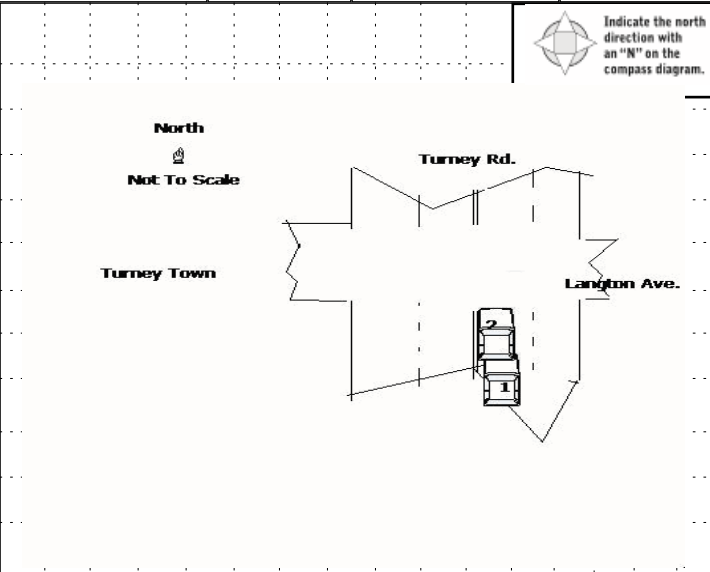 Indicate the north
direction with
an “N” on the
compass diagram.
North
Turney Rd.
Not To Scale
Turney Town
Langton Ave.
2
1